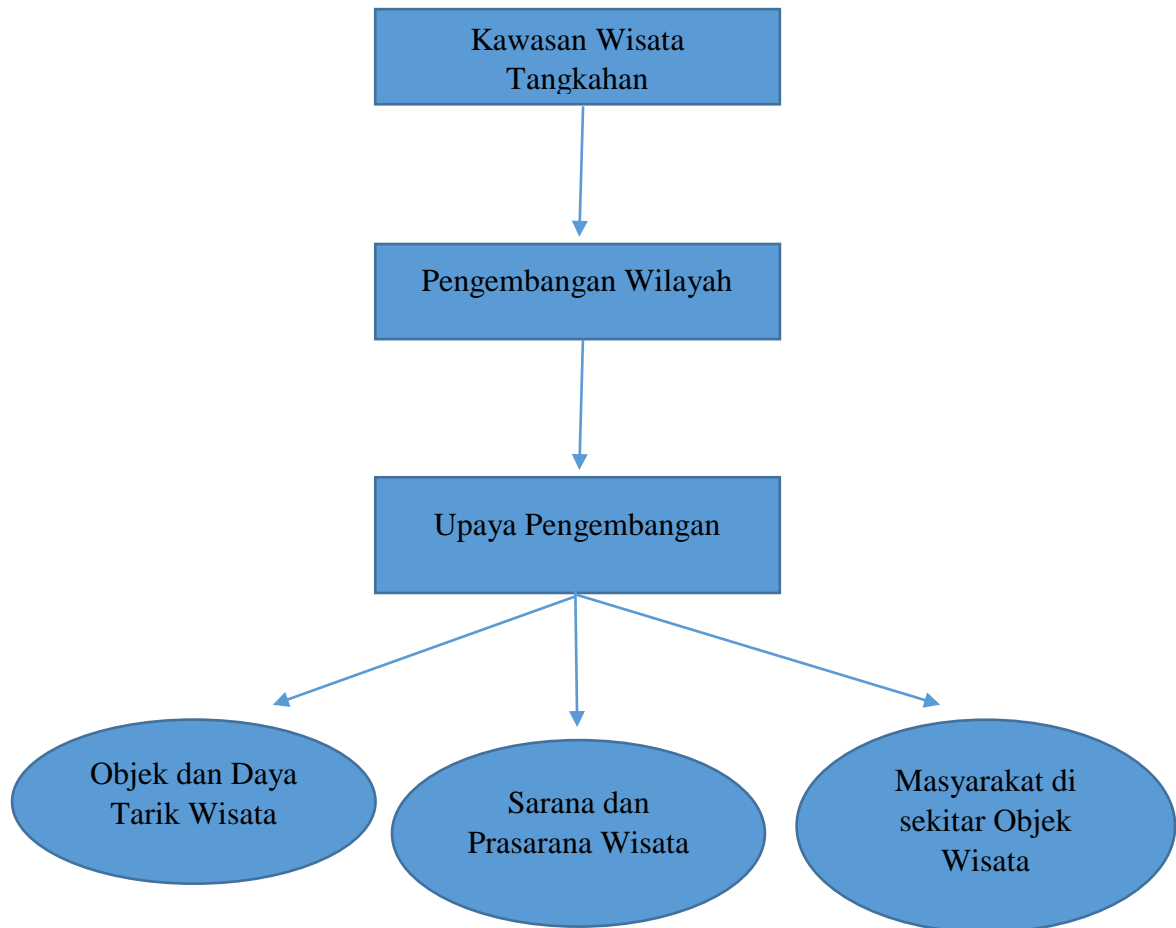 Kawasan Wisata
Tangkahan
Pengembangan Wilayah
Upaya Pengembangan
Objek dan Daya
Tarik Wisata
Sarana dan
Prasarana Wisata
Masyarakat di
sekitar Objek
Wisata